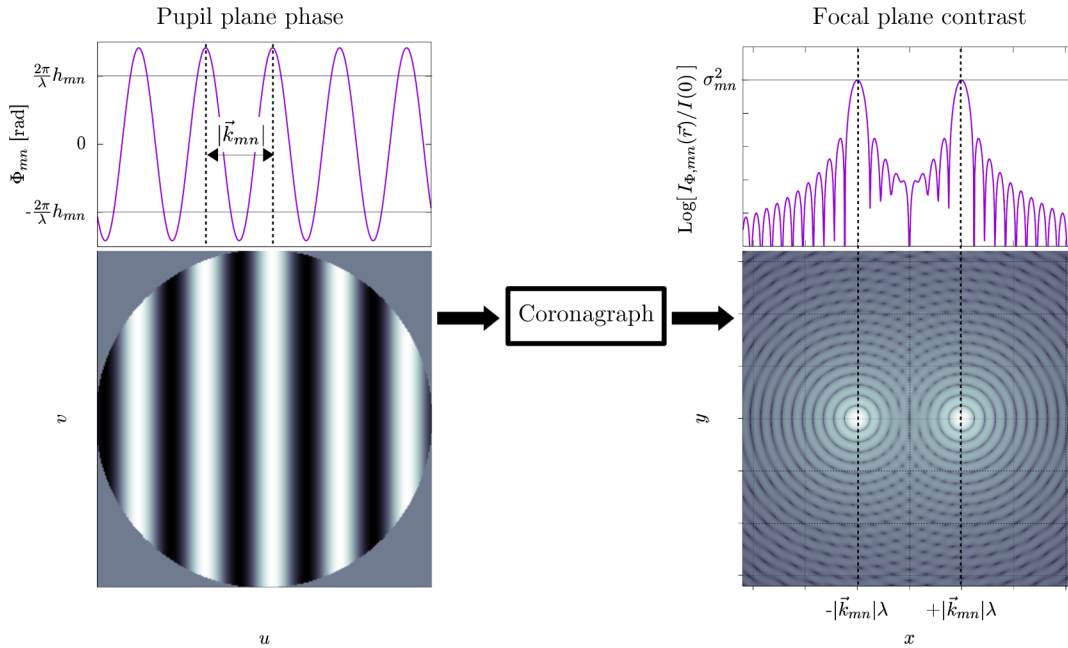 Pupil plane phase
Focal plane contrast
Φ_mn [rad]
2π/λ h_mn
0
-2π/λ h_mn
|k⃗_mn|
Log[ I_Φ,mn(r⃗)/I(0) ]
σ²_mn
Coronagraph
v
u
y
-|k⃗_mn|λ
+|k⃗_mn|λ
x